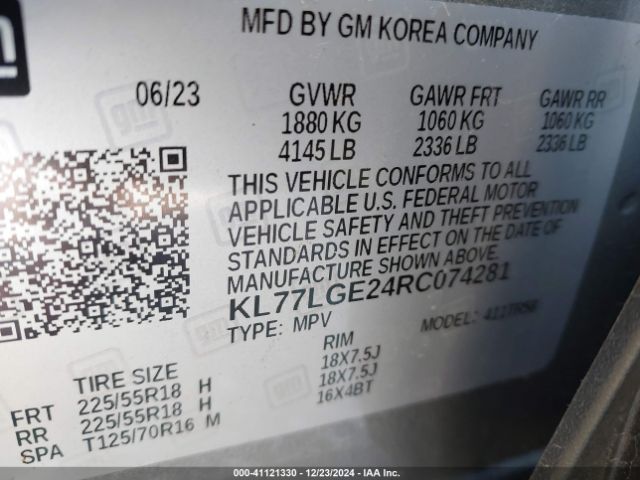 gm
MFD BY GM KOREA COMPANY
06/23 GVWR GAWR FRT GAWR RR
1880 KG 1060 KG 1060 KG
4145 LB 2336 LB 2336 LB
THIS VEHICLE CONFORMS TO ALL
APPLICABLE U.S. FEDERAL MOTOR
VEHICLE SAFETY AND THEFT PREVENTION
STANDARDS IN EFFECT ON THE DATE OF
MANUFACTURE SHOWN ABOVE.
KL77LGE24RC074281
TYPE: MPV MODEL:
TIRE SIZE RIM
FRT 225/55R18 H 18X7.5J
RR 225/55R18 H 18X7.5J
SPA T125/70R16 M 16X4BT
000-41121330 - 12/23/2024 - IAA Inc.